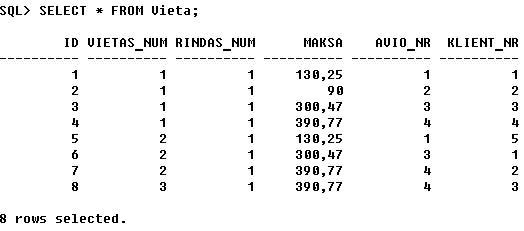 SQL> SELECT * FROM Vieta;
ID VIETAS_NUM RINDAS_NUM MAKSA AVIO_NR KLIENT_NR
---------- ---------- ---------- ---------- ---------- ----------
1 1 1 130,25 1 1
2 1 1 90 2 2
3 1 1 300,47 3 3
4 1 1 390,77 4 4
5 2 1 130,25 1 5
6 2 1 300,47 3 1
7 2 1 390,77 4 2
8 3 1 390,77 4 3
8 rows selected.